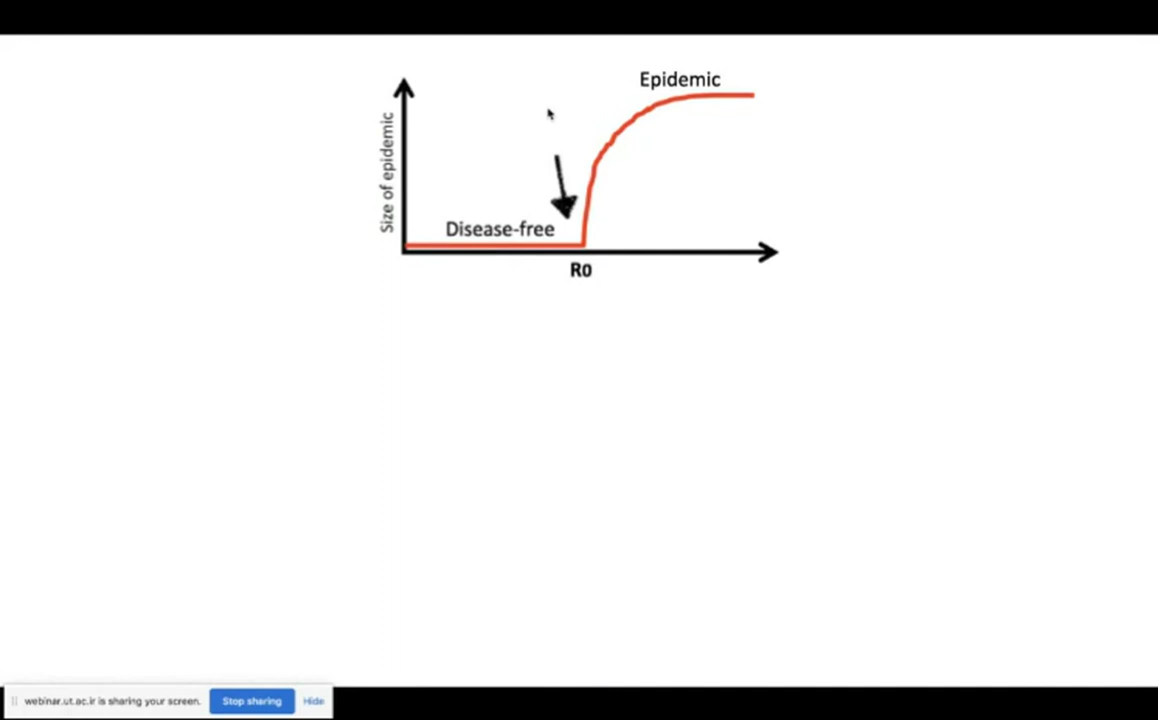 Epidemic
Size of epidemic
Disease-free
R0
webinar.ut.ac.ir is sharing your screen.
Stop sharing
Hide